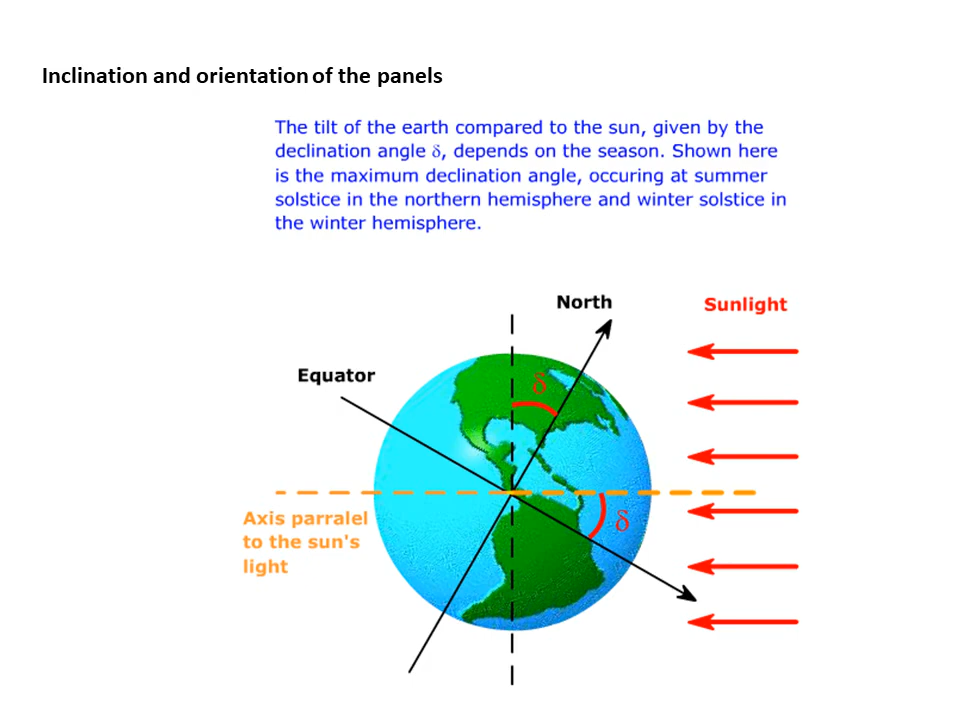 Inclination and orientation of the panels
The tilt of the earth compared to the sun, given by the
declination angle δ, depends on the season. Shown here
is the maximum declination angle, occuring at summer
solstice in the northern hemisphere and winter solstice in
the winter hemisphere.
North
Sunlight
Equator
δ
Axis parralel
to the sun's
light
δ